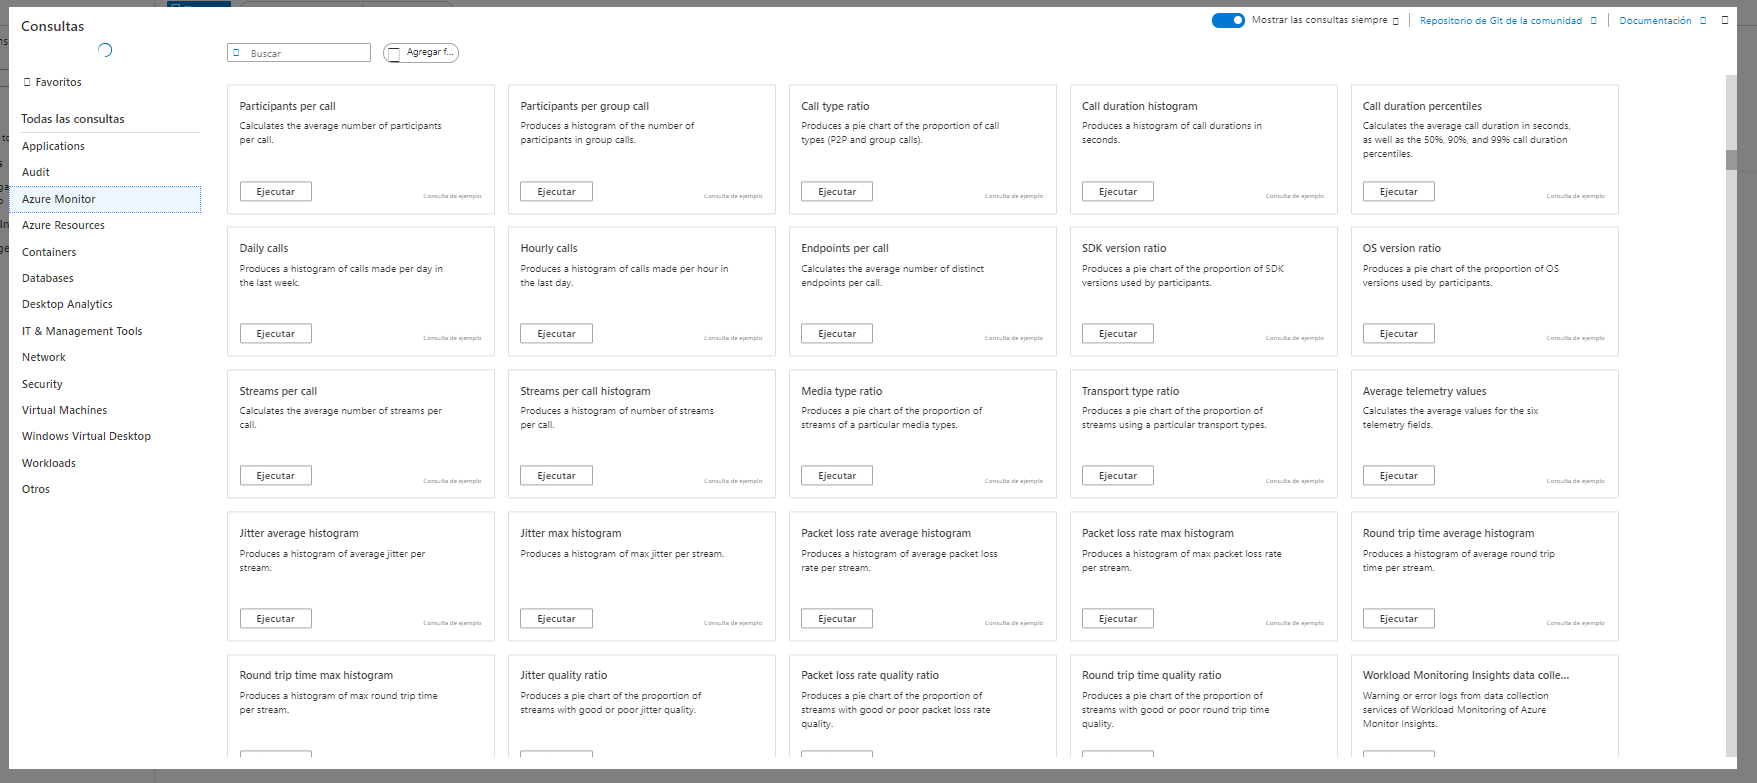 Consultas
Mostrar las consultas siempre
Repositorio de Git de la comunidad
Documentación
Buscar
Agregar f...
Favoritos
Todas las consultas
Applications
Audit
Azure Monitor
Azure Resources
Containers
Databases
Desktop Analytics
IT & Management Tools
Network
Security
Virtual Machines
Windows Virtual Desktop
Workloads
Otros
Participants per call
Calculates the average number of participants
per call.
Ejecutar
Consulta de ejemplo
Participants per group call
Produces a histogram of the number of
participants in group calls.
Ejecutar
Consulta de ejemplo
Call type ratio
Produces a pie chart of the proportion of call
types (P2P and group calls).
Ejecutar
Consulta de ejemplo
Call duration histogram
Produces a histogram of call durations in
seconds.
Ejecutar
Consulta de ejemplo
Call duration percentiles
Calculates the average call duration in seconds,
as well as the 50%, 90%, and 99% call duration
percentiles.
Ejecutar
Consulta de ejemplo
Daily calls
Produces a histogram of calls made per day in
the last week.
Ejecutar
Consulta de ejemplo
Hourly calls
Produces a histogram of calls made per hour in
the last day.
Ejecutar
Consulta de ejemplo
Endpoints per call
Calculates the average number of distinct
endpoints per call.
Ejecutar
Consulta de ejemplo
SDK version ratio
Produces a pie chart of the proportion of SDK
versions used by participants.
Ejecutar
Consulta de ejemplo
OS version ratio
Produces a pie chart of the proportion of OS
versions used by participants.
Ejecutar
Consulta de ejemplo
Streams per call
Calculates the average number of streams per
call.
Ejecutar
Consulta de ejemplo
Streams per call histogram
Produces a histogram of number of streams
per call.
Ejecutar
Consulta de ejemplo
Media type ratio
Produces a pie chart of the proportion of
streams of a particular media types.
Ejecutar
Consulta de ejemplo
Transport type ratio
Produces a pie chart of the proportion of
streams using a particular transport types.
Ejecutar
Consulta de ejemplo
Average telemetry values
Calculates the average values for the six
telemetry fields.
Ejecutar
Consulta de ejemplo
Jitter average histogram
Produces a histogram of average jitter per
stream.
Ejecutar
Consulta de ejemplo
Jitter max histogram
Produces a histogram of max jitter per stream.
Ejecutar
Consulta de ejemplo
Packet loss rate average histogram
Produces a histogram of average packet loss
rate per stream.
Ejecutar
Consulta de ejemplo
Packet loss rate max histogram
Produces a histogram of max packet loss rate
per stream.
Ejecutar
Consulta de ejemplo
Round trip time average histogram
Produces a histogram of average round trip
time per stream.
Ejecutar
Consulta de ejemplo
Round trip time max histogram
Produces a histogram of max round trip time
per stream.
Jitter quality ratio
Produces a pie chart of the proportion of
streams with good or poor jitter quality.
Packet loss rate quality ratio
Produces a pie chart of the proportion of
streams with good or poor packet loss rate
quality.
Round trip time quality ratio
Produces a pie chart of the proportion of
streams with good or poor round trip time
quality.
Workload Monitoring Insights data colle...
Warning or error logs from data collection
services of Workload Monitoring of Azure
Monitor Insights.